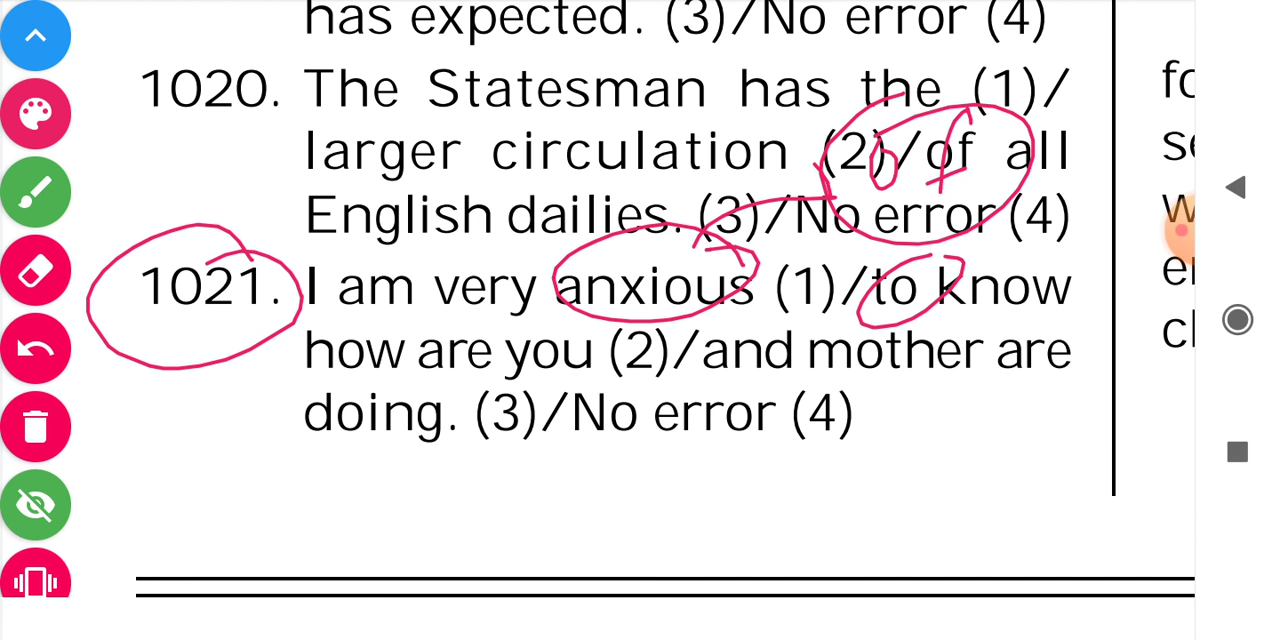 has expected. (3)/No error (4)
1020. The Statesman has the (1)/
larger circulation (2)/of all
English dailies. (3)/No error (4)
1021. I am very anxious (1)/to know
how are you (2)/and mother are
doing. (3)/No error (4)
of